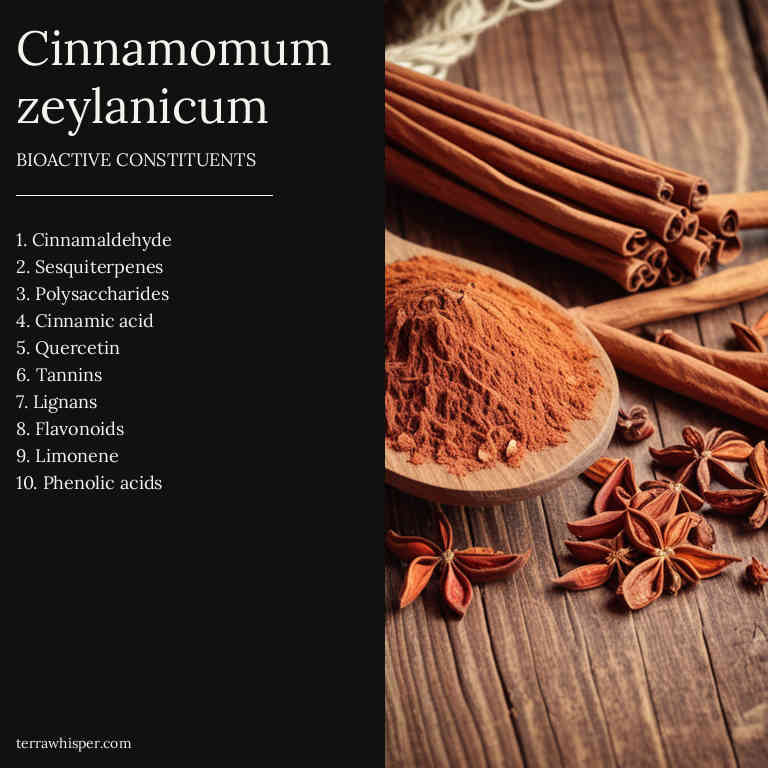 Cinnamomum
zeylanicum
BIOACTIVE CONSTITUENTS
1. Cinnamaldehyde
2. Sesquiterpenes
3. Polysaccharides
4. Cinnamic acid
5. Quercetin
6. Tannins
7. Lignans
8. Flavonoids
9. Limonene
10. Phenolic acids
terrawhisper.com